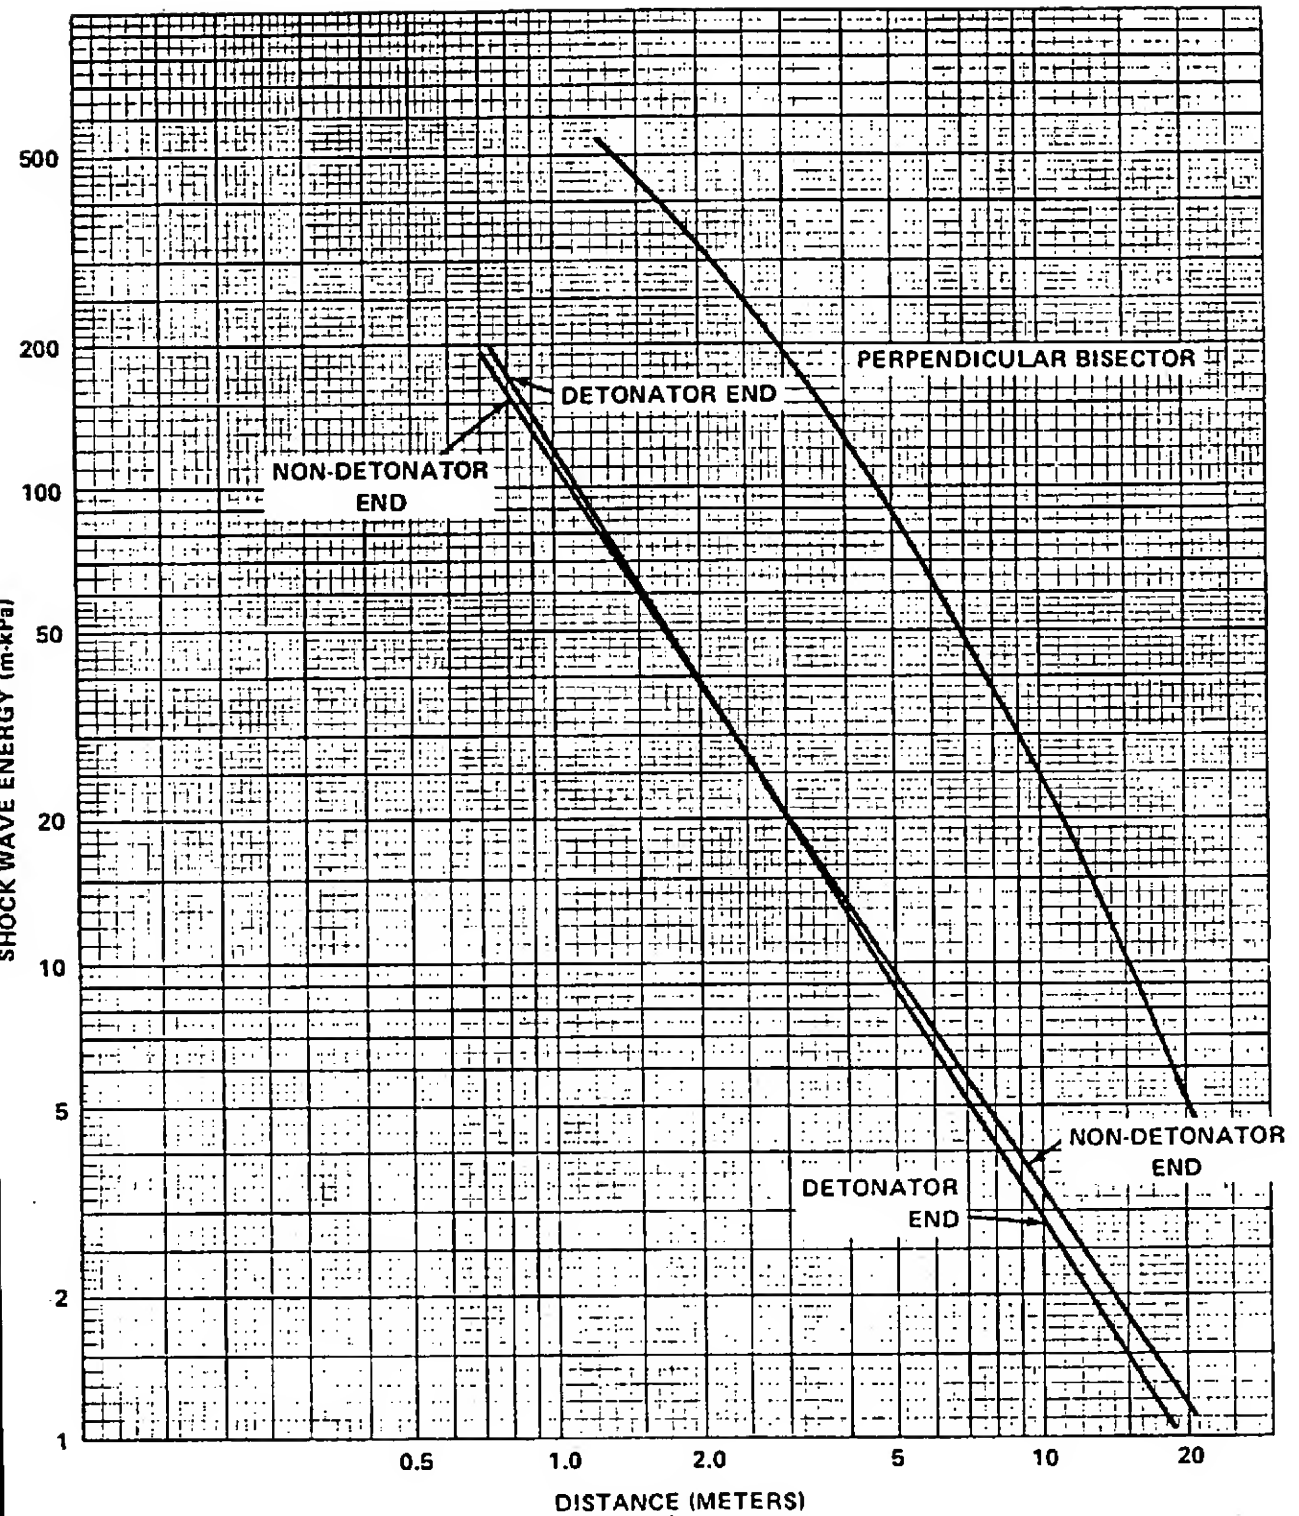 SHOCK WAVE ENERGY (m·kPa)
500
200
100
50
20
10
5
2
1
PERPENDICULAR BISECTOR
DETONATOR END
NON-DETONATOR
END
NON-DETONATOR
END
DETONATOR
END
0.5
1.0
2.0
5
10
20
DISTANCE (METERS)